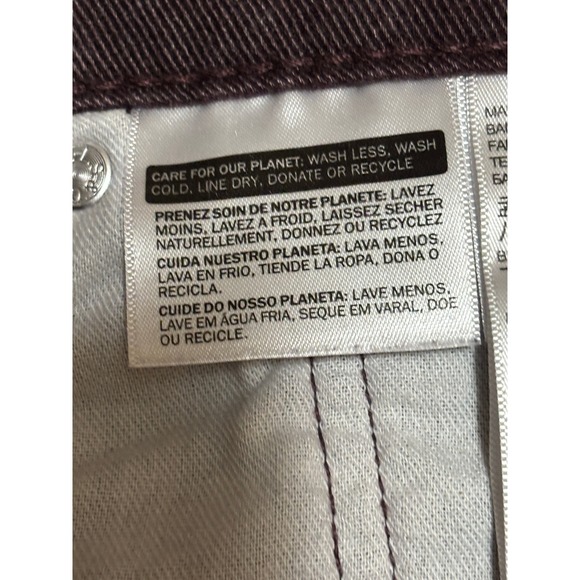 CARE FOR OUR PLANET: WASH LESS, WASH
COLD, LINE DRY, DONATE OR RECYCLE
PRENEZ SOIN DE NOTRE PLANETE: LAVEZ
MOINS, LAVEZ A FROID, LAISSEZ SECHER
NATURELLEMENT, DONNEZ OU RECYCLEZ
CUIDA NUESTRO PLANETA: LAVA MENOS,
LAVA EN FRIO, TIENDE LA ROPA, DONA O
RECICLA.
CUIDE DO NOSSO PLANETA: LAVE MENOS,
LAVE EM ÁGUA FRIA, SEQUE EM VARAL, DOE
OU RECICLE.